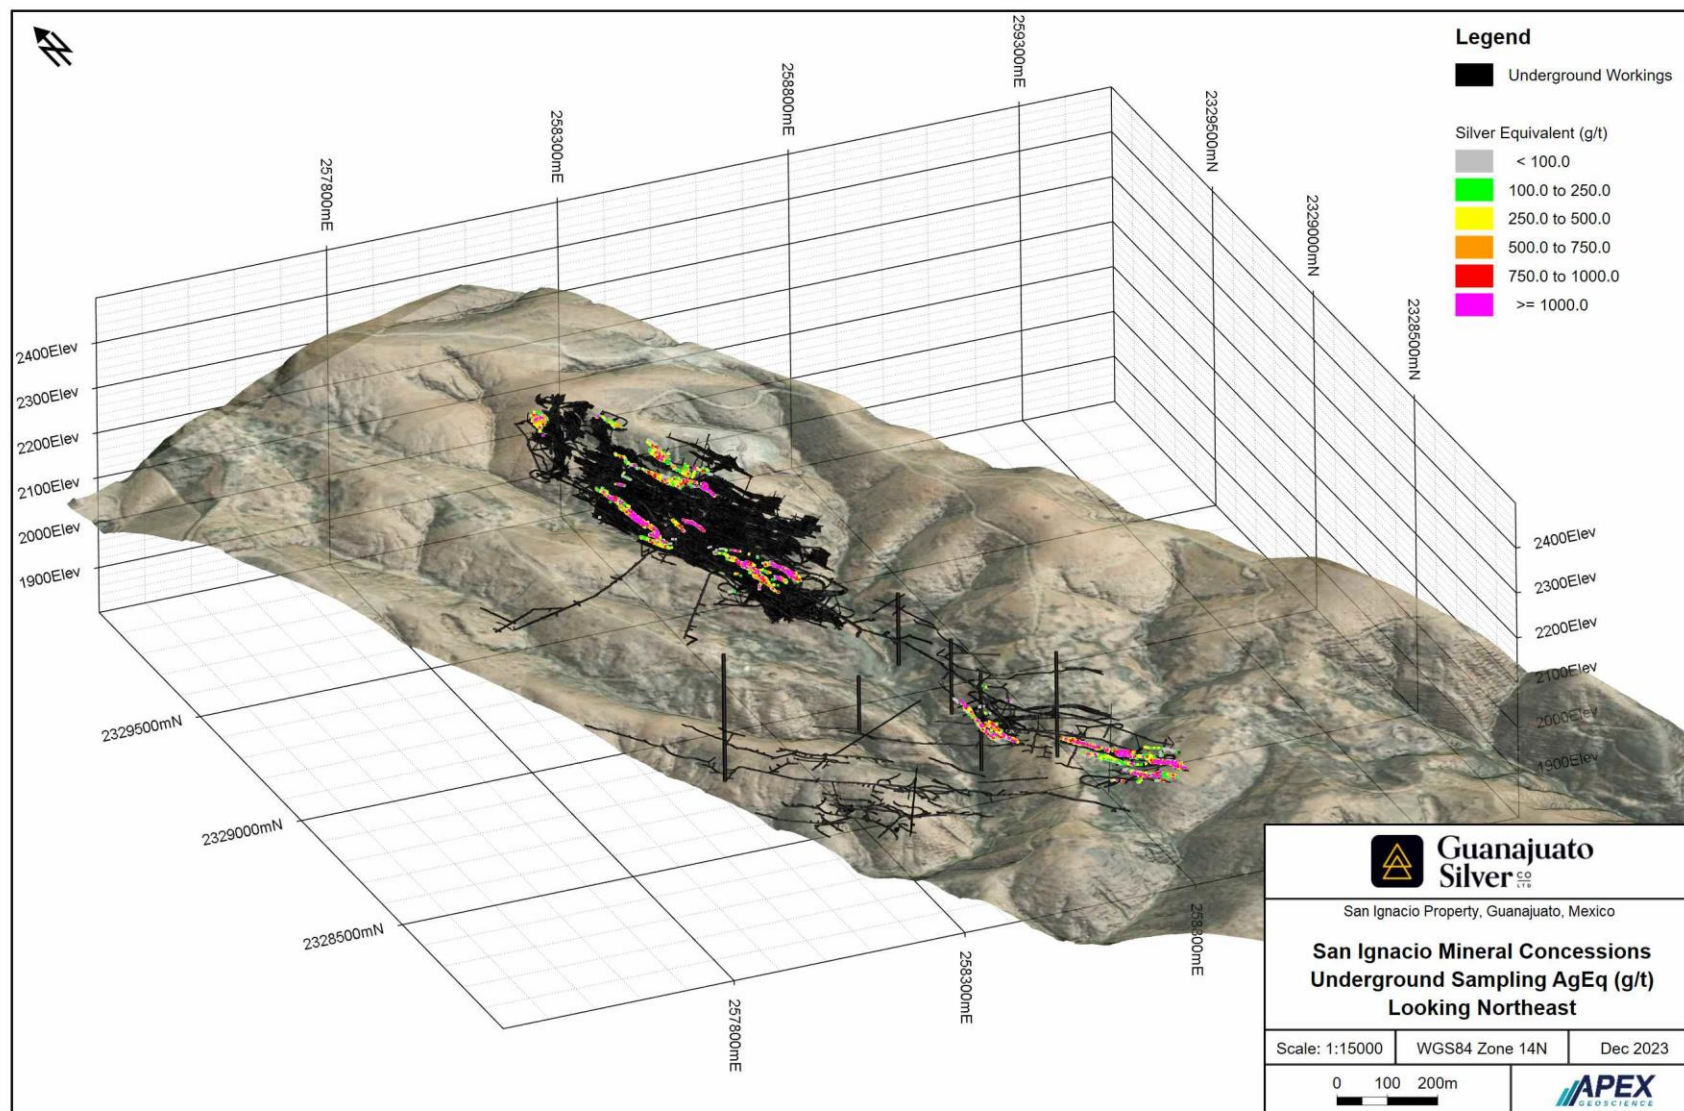 259300mE
258800mE
258300mE
257800mE
2329500mN
2329000mN
2328500mN
Legend
Underground Workings
Silver Equivalent (g/t)
< 100.0
100.0 to 250.0
250.0 to 500.0
500.0 to 750.0
750.0 to 1000.0
>= 1000.0
2400Elev
2300Elev
2200Elev
2100Elev
2000Elev
1900Elev
2400Elev
2300Elev
2200Elev
2100Elev
2000Elev
1900Elev
2329500mN
2329000mN
2328500mN
257800mE
258300mE
258800mE
Guanajuato
Silver CO LTD
San Ignacio Property, Guanajuato, Mexico
San Ignacio Mineral Concessions
Underground Sampling AgEq (g/t)
Looking Northeast
Scale: 1:15000 WGS84 Zone 14N Dec 2023
0 100 200m
APEX
GEOSCIENCE